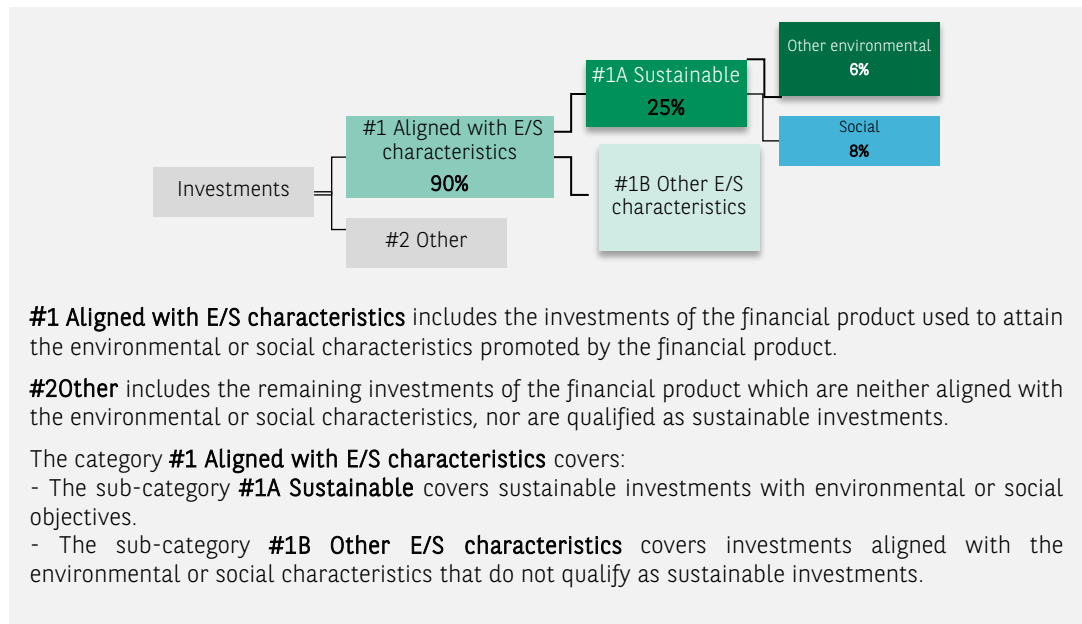 Other environmental
6%
#1A Sustainable
25%
Social
8%
#1 Aligned with E/S
characteristics
90%
Investments
#1B Other E/S
characteristics
#2 Other
#1 Aligned with E/S characteristics includes the investments of the financial product used to attain
the environmental or social characteristics promoted by the financial product.
#2Other includes the remaining investments of the financial product which are neither aligned with
the environmental or social characteristics, nor are qualified as sustainable investments.
The category #1 Aligned with E/S characteristics covers:
- The sub-category #1A Sustainable covers sustainable investments with environmental or social
objectives.
- The sub-category #1B Other E/S characteristics covers investments aligned with the
environmental or social characteristics that do not qualify as sustainable investments.